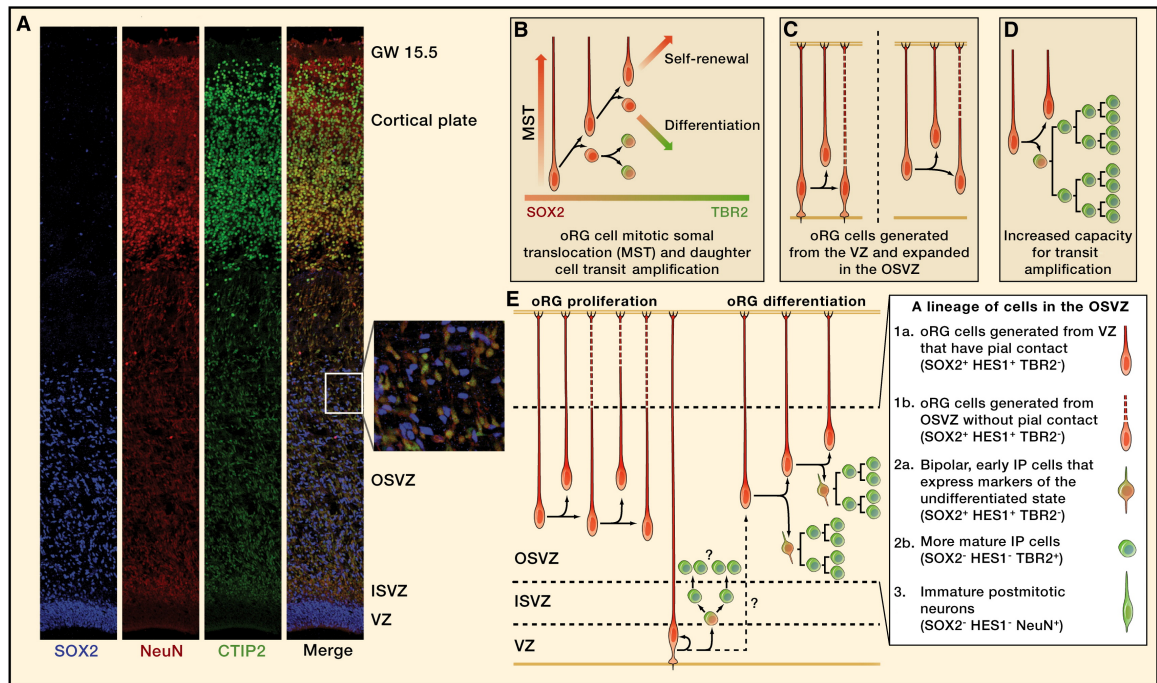 A
GW 15.5
Cortical plate
OSVZ
ISVZ
VZ
SOX2
NeuN
CTIP2
Merge
B
MST
Self-renewal
Differentiation
SOX2
TBR2
oRG cell mitotic somal
translocation (MST) and daughter
cell transit amplification
C
oRG cells generated
from the VZ and expanded
in the OSVZ
D
Increased capacity
for transit
amplification
E
oRG proliferation
oRG differentiation
OSVZ
ISVZ
VZ
?
?
A lineage of cells in the OSVZ
1a. oRG cells generated from VZ
that have pial contact
(SOX2⁺ HES1⁺ TBR2⁻)
1b. oRG cells generated from
OSVZ without pial contact
(SOX2⁺ HES1⁺ TBR2⁻)
2a. Bipolar, early IP cells that
express markers of the
undifferentiated state
(SOX2⁺ HES1⁺ TBR2⁻)
2b. More mature IP cells
(SOX2⁻ HES1⁻ TBR2⁺)
3. Immature postmitotic
neurons
(SOX2⁻ HES1⁻ NeuN⁺)